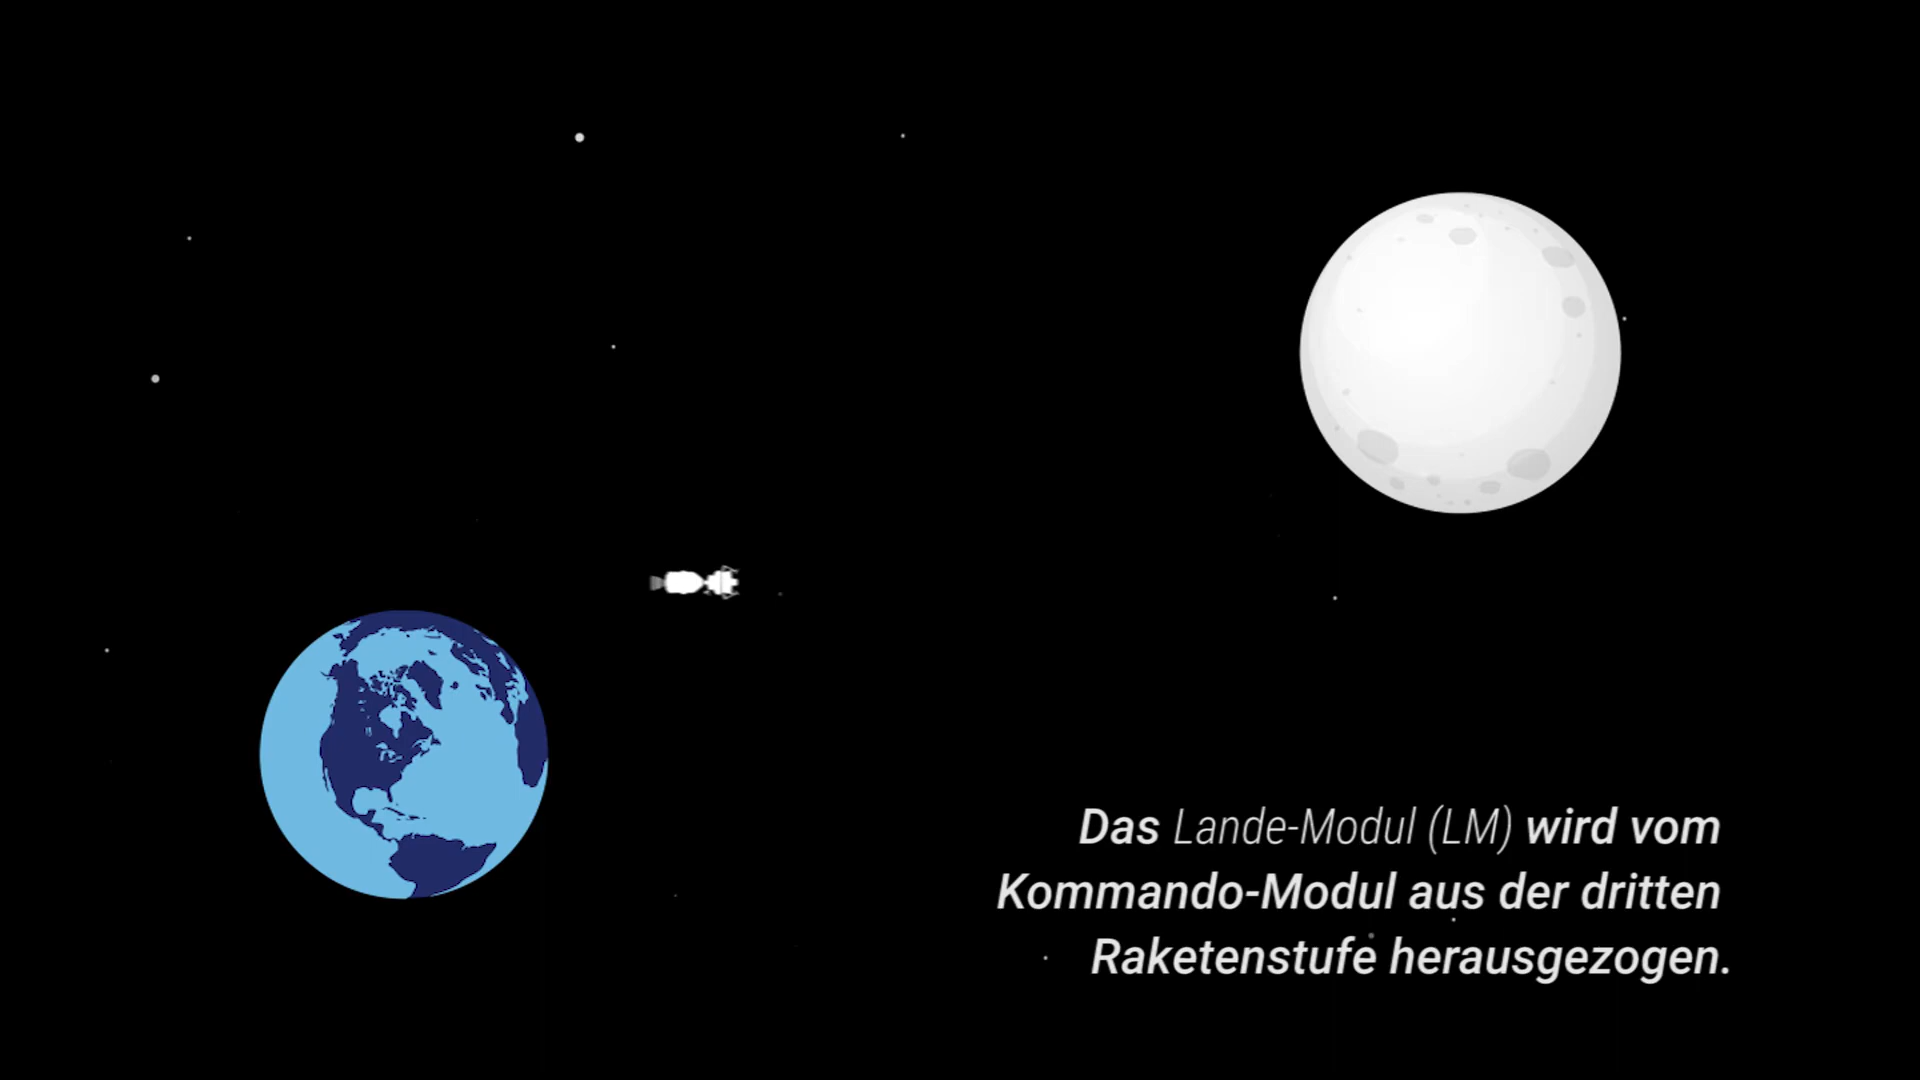 Das Lande-Modul (LM) wird vom
Kommando-Modul aus der dritten
Raketenstufe herausgezogen.